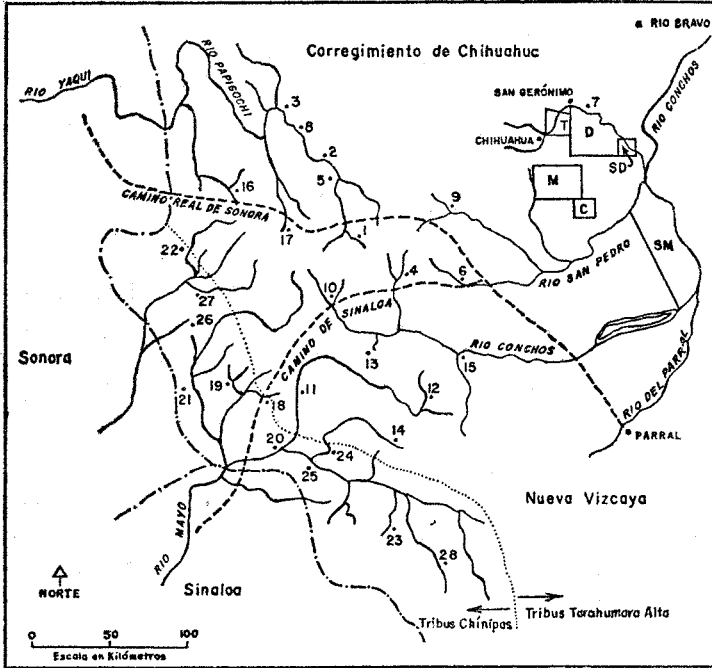 RIO BRAVO
Corregimiento de Chihuahuc
RIO YAQUI
RIO PAPIGOCHI
RIO CONCHOS
SAN GERÓNIMO
7
3
T
D
8
CHIHUAHUA
2
SD
5
M
16
9
C
CAMINO REAL DE SONORA
17
1
22
SM
4
6
RIO SAN PEDRO
10
27
26
CAMINO DE SINALOA
Sonora
13
15
RIO CONCHOS
19
11
RIO DEL PARRAL
21
18
12
14
20
PARRAL
24
25
Nueva Vizcaya
RIO MAYO
23
28
NORTE
Sinaloa
Tribus Chínipas
Tribus Tarahumara Alta
0 50 100
Escala en Kilómetros